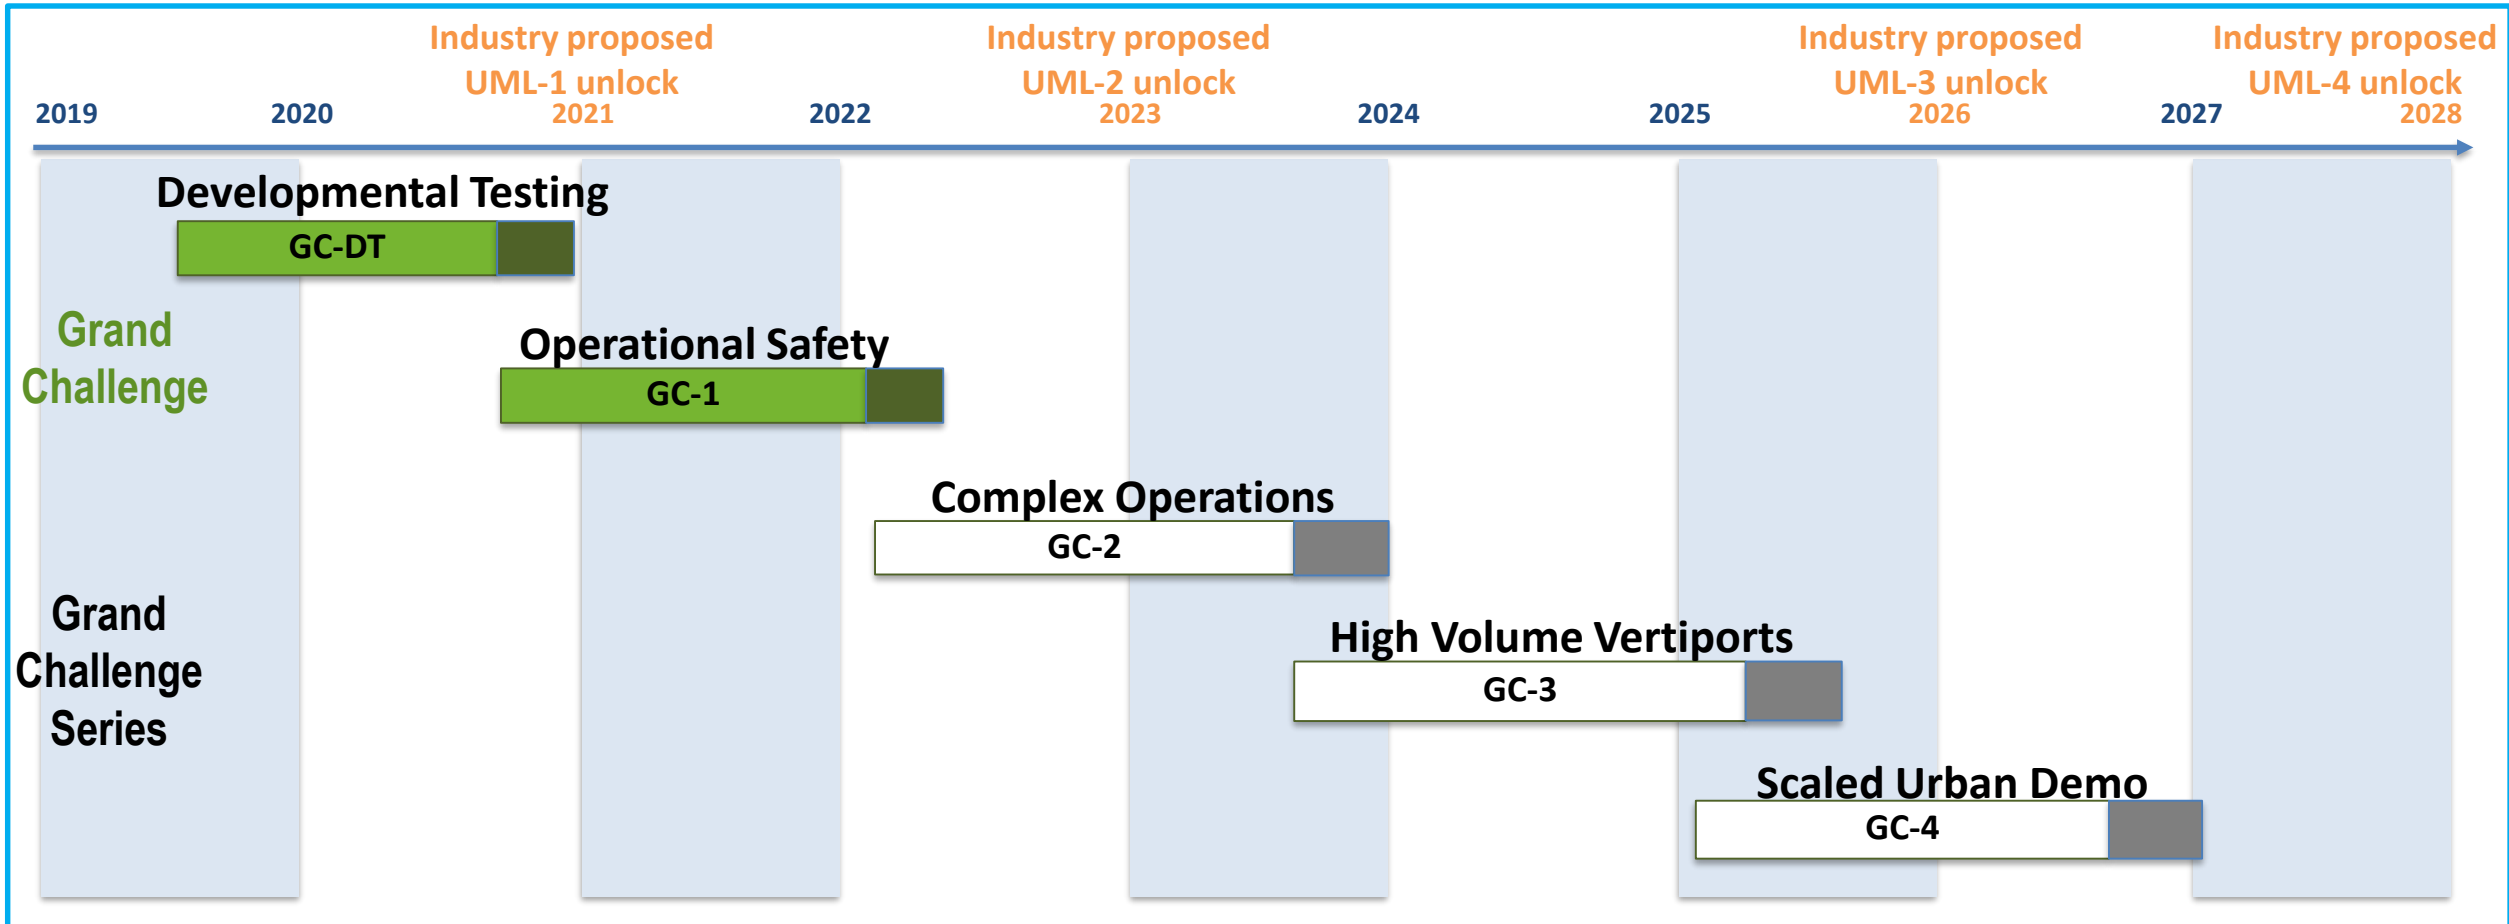 Industry proposed
UML-1 unlock
Industry proposed
UML-2 unlock
Industry proposed
UML-3 unlock
Industry proposed
UML-4 unlock
2019 2020 2021 2022 2023 2024 2025 2026 2027 2028
Developmental Testing
GC-DT
Grand
Challenge
Operational Safety
GC-1
Complex Operations
GC-2
Grand
Challenge
Series
High Volume Vertiports
GC-3
Scaled Urban Demo
GC-4